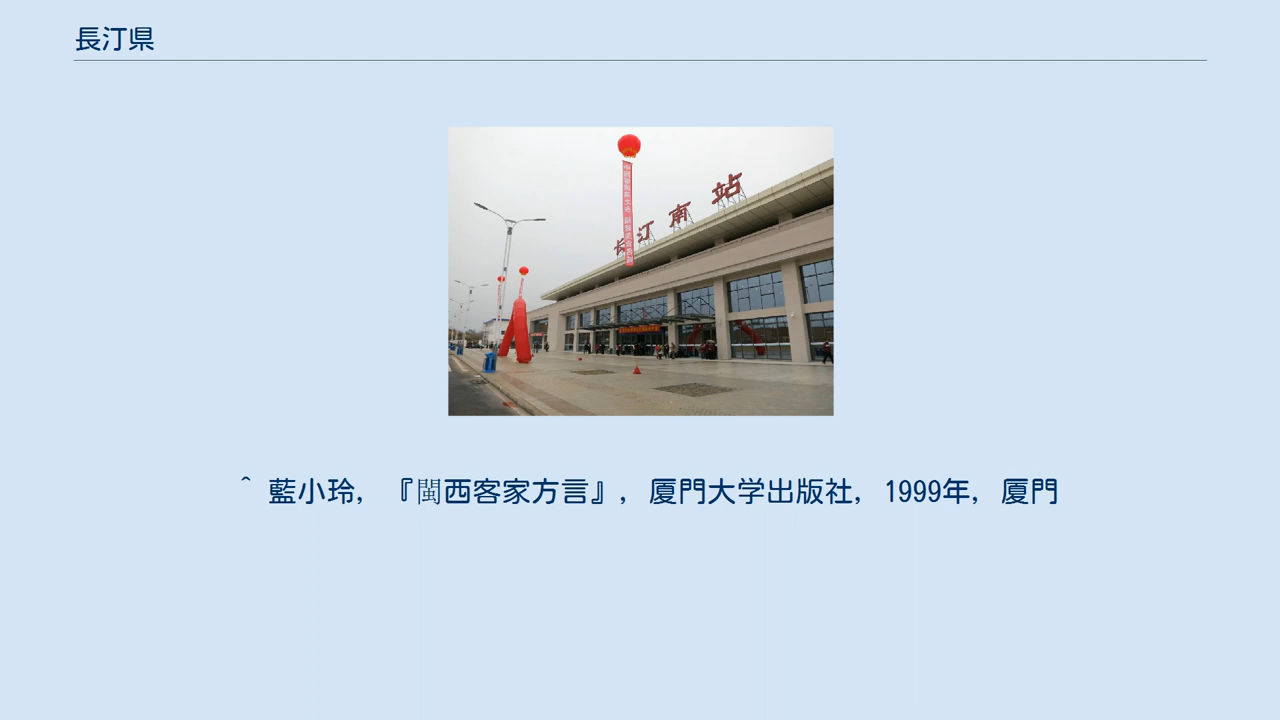 長汀県
长汀南站
^ 藍小玲, 『閩西客家方言』, 厦門大学出版社, 1999年, 厦門